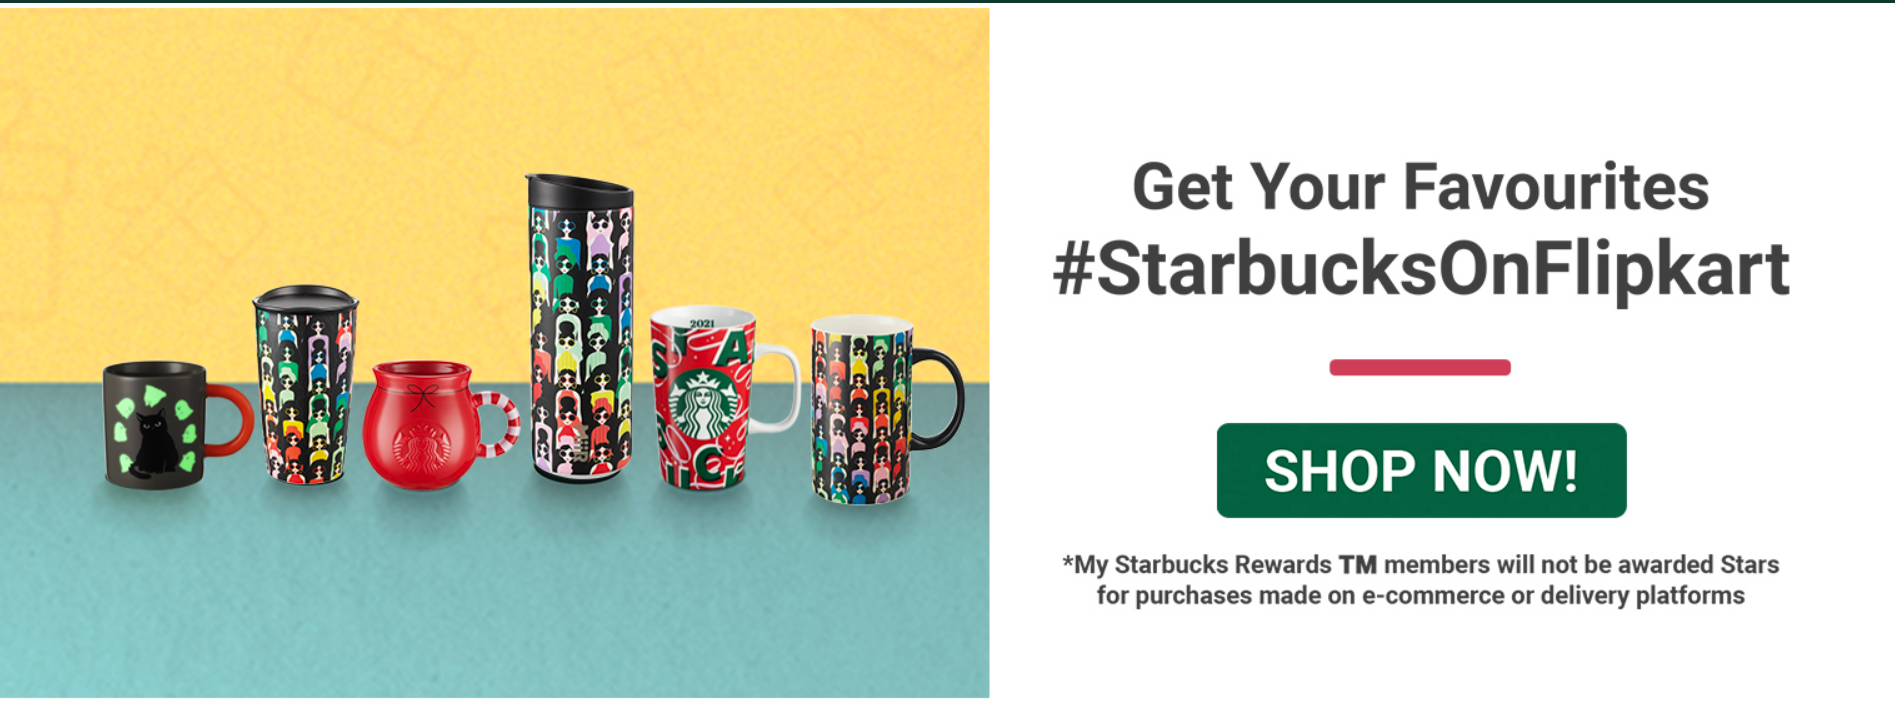 Get Your Favourites
#StarbucksOnFlipkart
SHOP NOW!
*My Starbucks Rewards TM members will not be awarded Stars
for purchases made on e-commerce or delivery platforms
2021